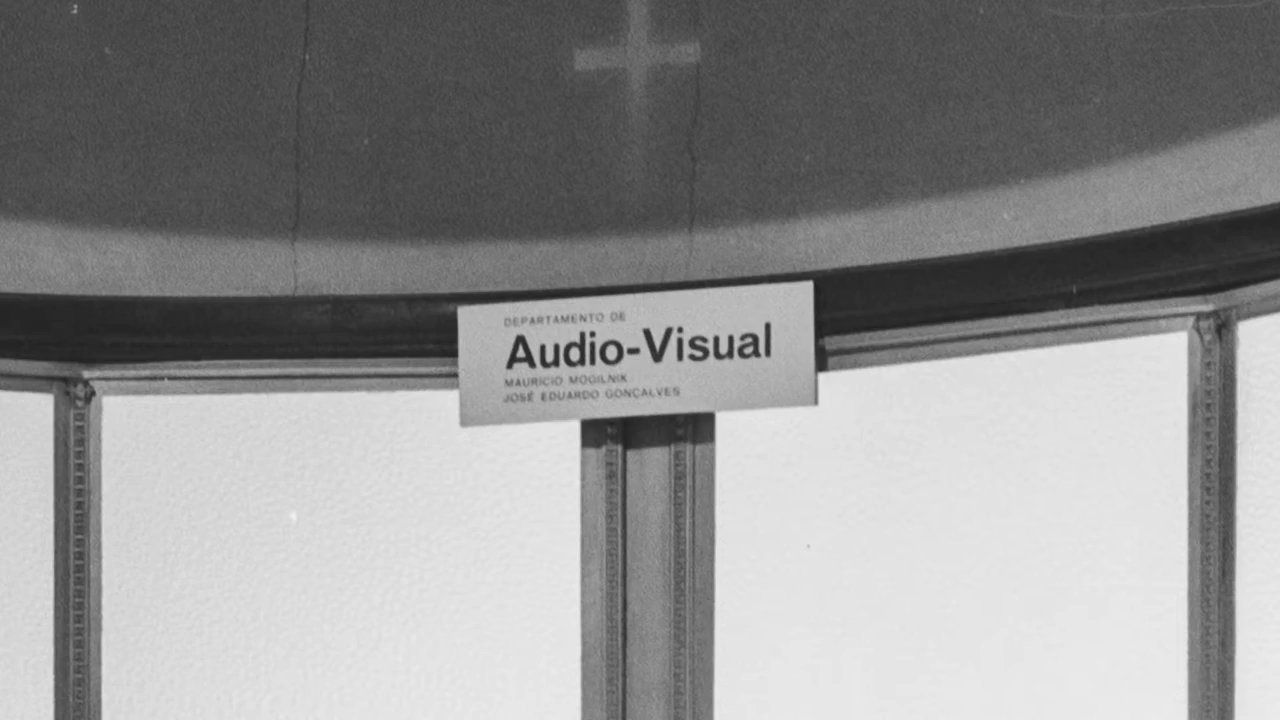 DEPARTAMENTO DE
Audio-Visual
MAURICIO MOGILNIK
JOSÉ EDUARDO GONÇALVES